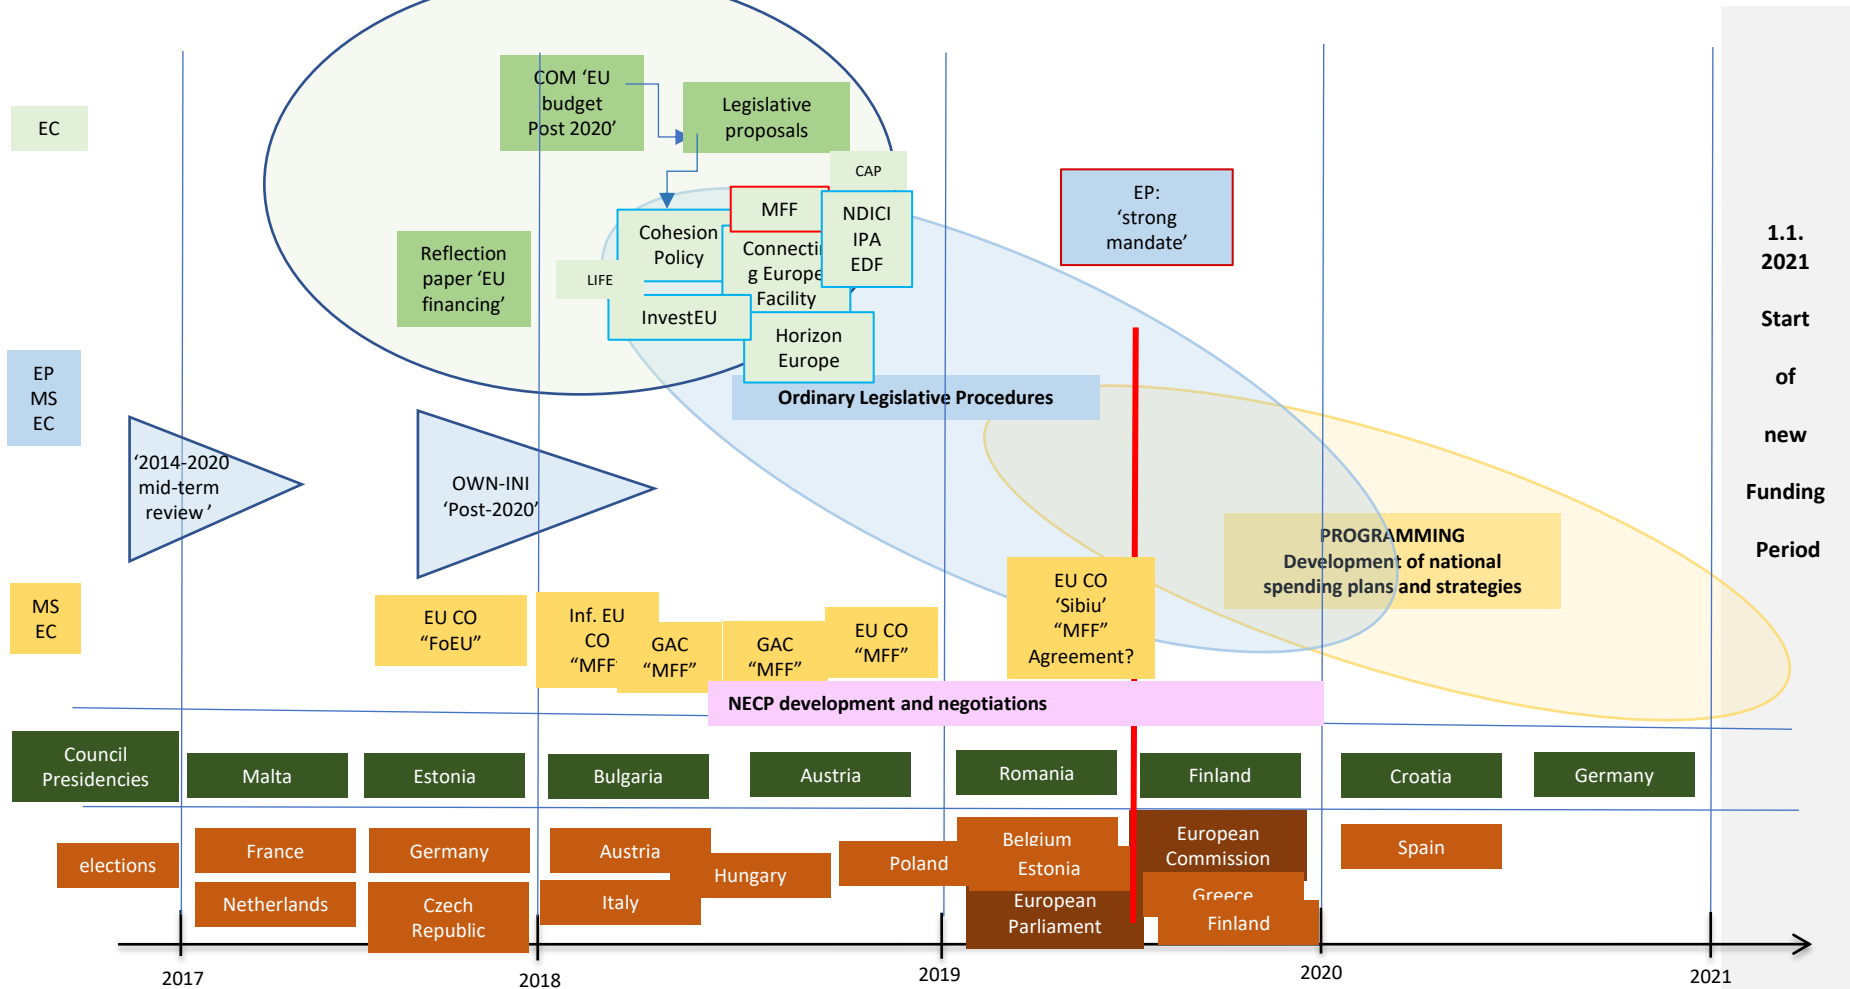 COM ‘EU
budget
Post 2020’
Legislative
proposals
EC
CAP
EP:
‘strong
mandate’
MFF
NDICI
IPA
EDF
Cohesion
Policy
Connectin
g Europe
Facility
Reflection
paper ‘EU
financing’
LIFE
InvestEU
Horizon
Europe
1.1.
2021
Start
of
new
Funding
Period
EP
MS
EC
Ordinary Legislative Procedures
‘2014-2020
mid-term
review ’
OWN-INI
‘Post-2020’
PROGRAMMING
Development of national
spending plans and strategies
MS
EC
EU CO
“FoEU”
Inf. EU
CO
“MFF”
GAC
“MFF”
GAC
“MFF”
EU CO
“MFF”
EU CO
‘Sibiu’
“MFF”
Agreement?
NECP development and negotiations
Council
Presidencies
Malta
Estonia
Bulgaria
Austria
Romania
Finland
Croatia
Germany
elections
France
Germany
Austria
Hungary
Poland
Belgium
Estonia
European
Commission
Spain
Netherlands
Czech
Republic
Italy
European
Parliament
Greece
Finland
2017
2018
2019
2020
2021